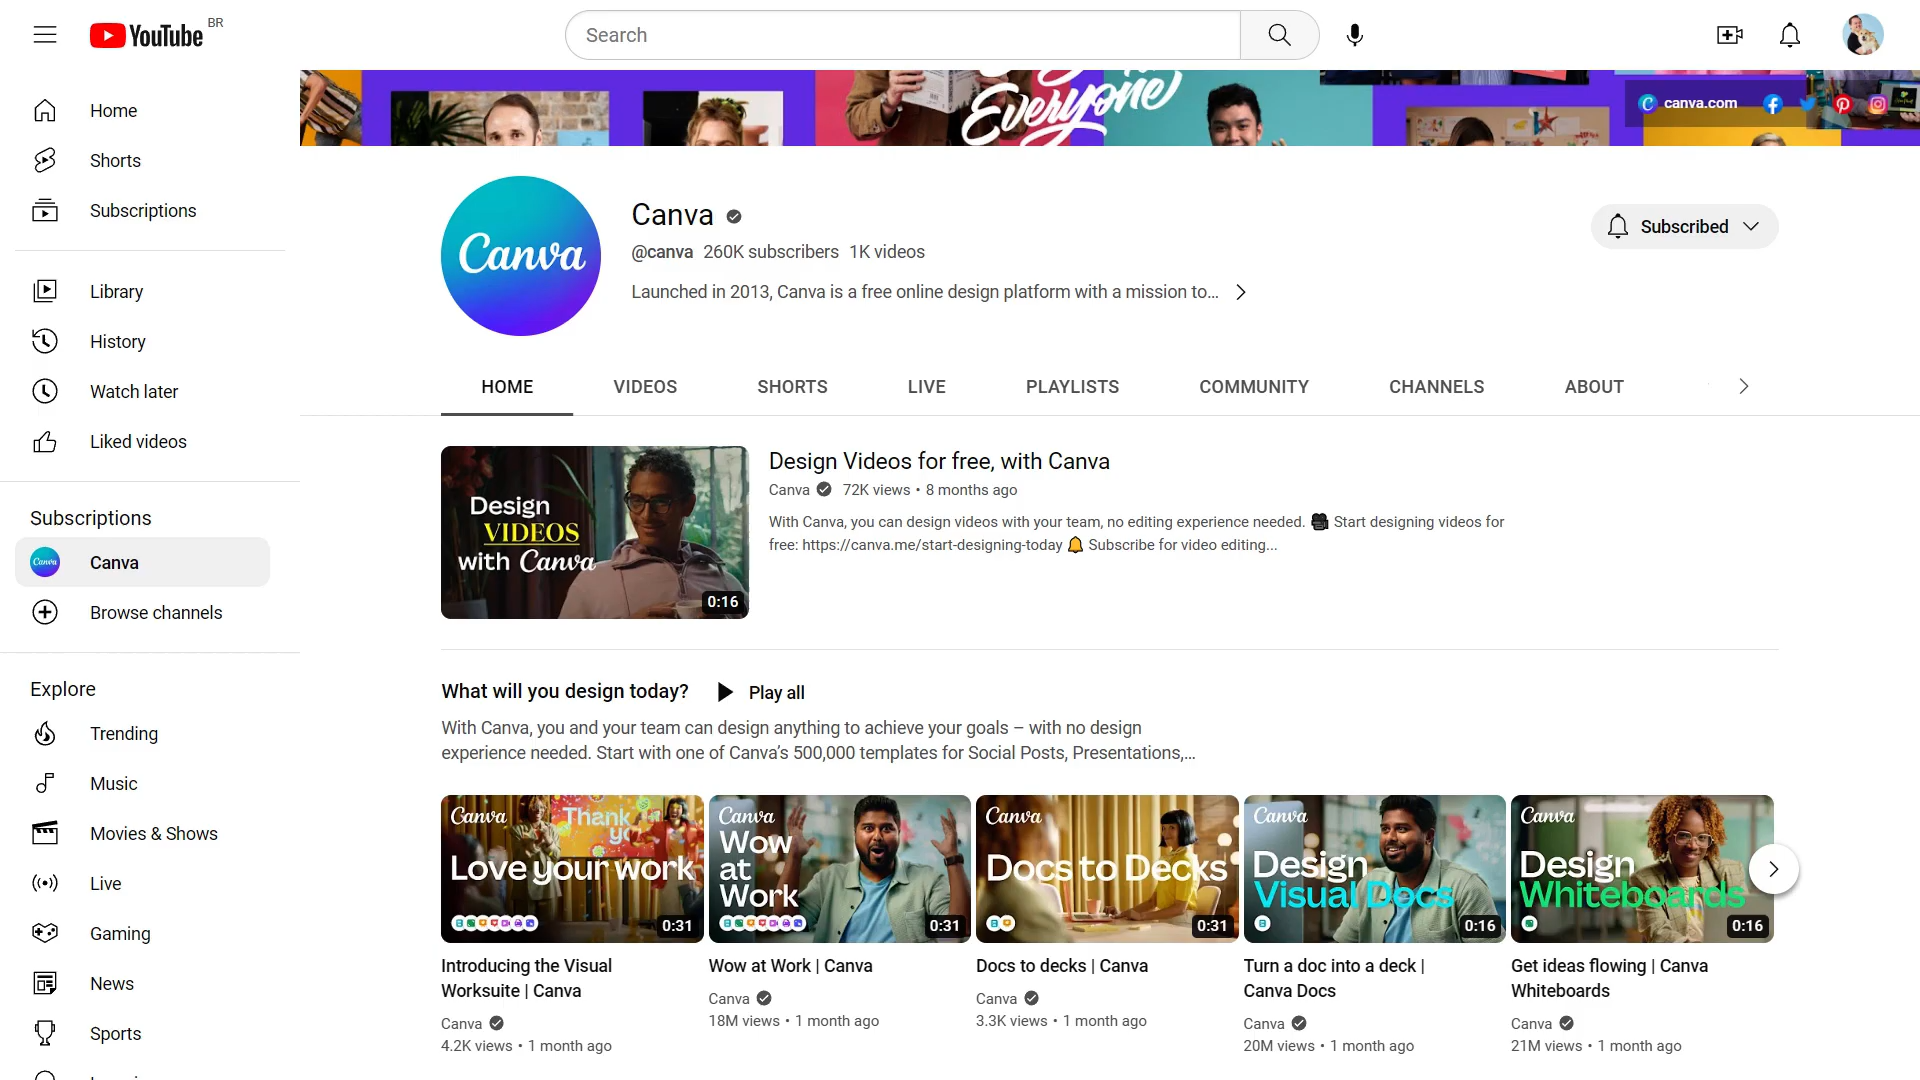 YouTube BR
Search
Home
Shorts
Subscriptions
Library
History
Watch later
Liked videos
Subscriptions
Canva
Canva
Browse channels
Explore
Trending
Music
Movies & Shows
Live
Gaming
News
Sports
Everyone
canva.com
Canva
Canva
@canva 260K subscribers 1K videos
Launched in 2013, Canva is a free online design platform with a mission to...
Subscribed
HOME VIDEOS SHORTS LIVE PLAYLISTS COMMUNITY CHANNELS ABOUT
Design
VIDEOS
with Canva
0:16
Design Videos for free, with Canva
Canva 72K views • 8 months ago
With Canva, you can design videos with your team, no editing experience needed. 🎥 Start designing videos for
free: https://canva.me/start-designing-today 🔔 Subscribe for video editing...
What will you design today? Play all
With Canva, you and your team can design anything to achieve your goals – with no design
experience needed. Start with one of Canva’s 500,000 templates for Social Posts, Presentations,...
Canva
Thank
Love your work
0:31
Introducing the Visual
Worksuite | Canva
Canva
4.2K views • 1 month ago
Canva
Wow
at
Work
0:31
Wow at Work | Canva
Canva
18M views • 1 month ago
Canva
Docs to Decks
0:31
Docs to decks | Canva
Canva
3.3K views • 1 month ago
Canva
Design
Visual Docs
0:16
Turn a doc into a deck |
Canva Docs
Canva
20M views • 1 month ago
Canva
Design
Whiteboards
0:16
Get ideas flowing | Canva
Whiteboards
Canva
21M views • 1 month ago